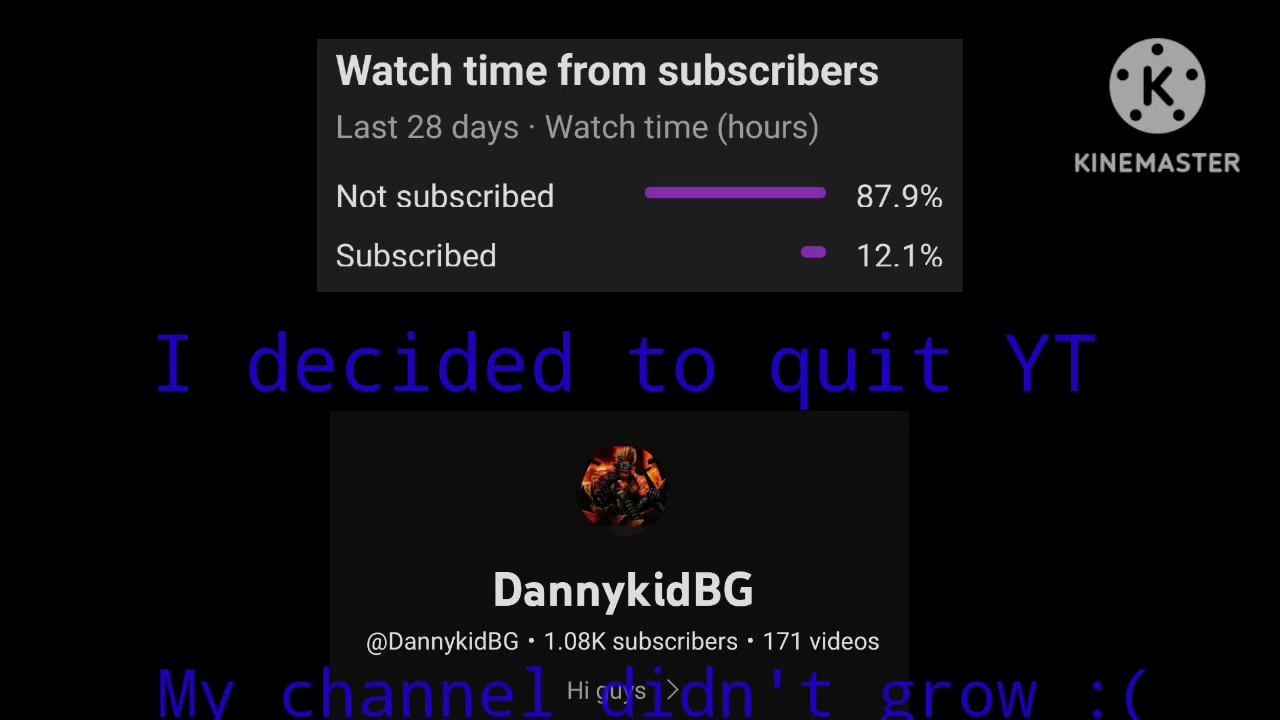 Watch time from subscribers
Last 28 days · Watch time (hours)
Not subscribed 87.9%
Subscribed 12.1%
K
KINEMASTER
I decided to quit YT
DannykidBG
@DannykidBG • 1.08K subscribers • 171 videos
Hi guys >
My channel didn't grow :(